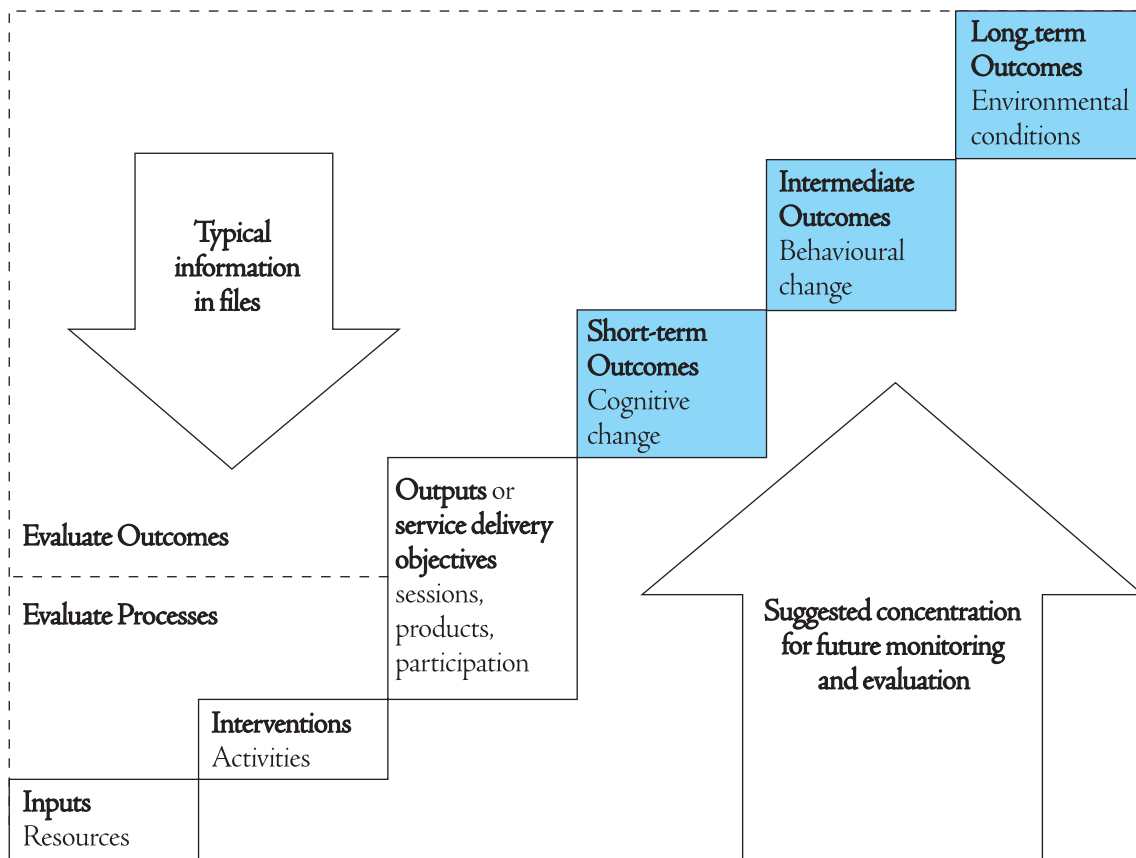 Long-term
Outcomes
Environmental
conditions
Intermediate
Outcomes
Behavioural
change
Typical
information
in files
Short-term
Outcomes
Cognitive
change
Outputs or
service delivery
objectives
sessions,
products,
participation
Evaluate Outcomes
Evaluate Processes
Suggested concentration
for future monitoring
and evaluation
Interventions
Activities
Inputs
Resources